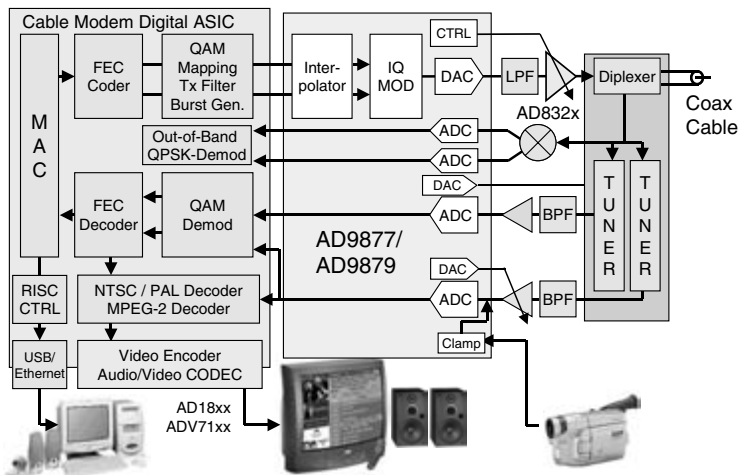 Cable Modem Digital ASIC
MAC
FEC
Coder
QAM
Mapping
Tx Filter
Burst Gen.
Inter-
polator
IQ
MOD
CTRL
DAC
LPF
AD832x
Diplexer
Coax
Cable
Out-of-Band
QPSK-Demod
ADC
ADC
DAC
FEC
Decoder
QAM
Demod
ADC
BPF
TUNER
TUNER
AD9877/
AD9879
DAC
RISC
CTRL
NTSC / PAL Decoder
MPEG-2 Decoder
ADC
BPF
Clamp
USB/
Ethernet
Video Encoder
Audio/Video CODEC
AD18xx
ADV71xx